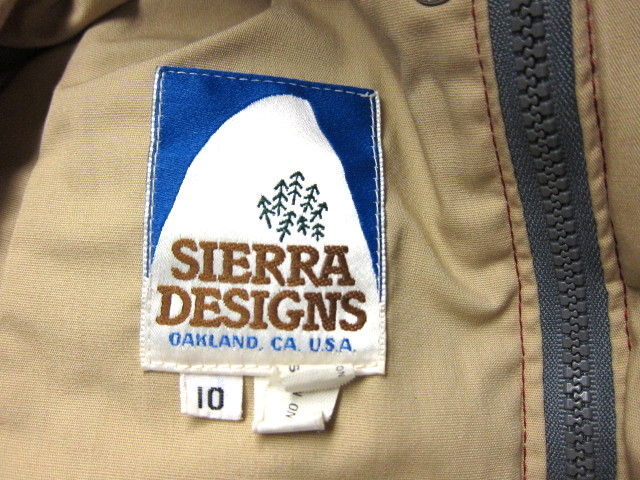 SIERRA
DESIGNS
OAKLAND, CA. U.S.A.
10